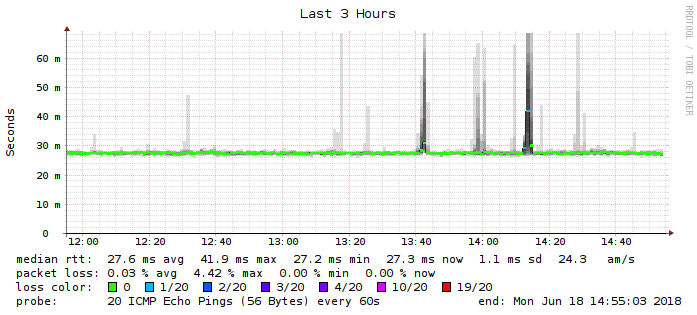 Last 3 Hours
RRDTOOL / TOBI OETIKER
Seconds
60 m
50 m
40 m
30 m
20 m
10 m
0
12:00 12:20 12:40 13:00 13:20 13:40 14:00 14:20 14:40
median rtt: 27.6 ms avg 41.9 ms max 27.2 ms min 27.3 ms now 1.1 ms sd 24.3 am/s
packet loss: 0.03 % avg 4.42 % max 0.00 % min 0.00 % now
loss color: 0 1/20 2/20 3/20 4/20 10/20 19/20
probe: 20 ICMP Echo Pings (56 Bytes) every 60s end: Mon Jun 18 14:55:03 2018